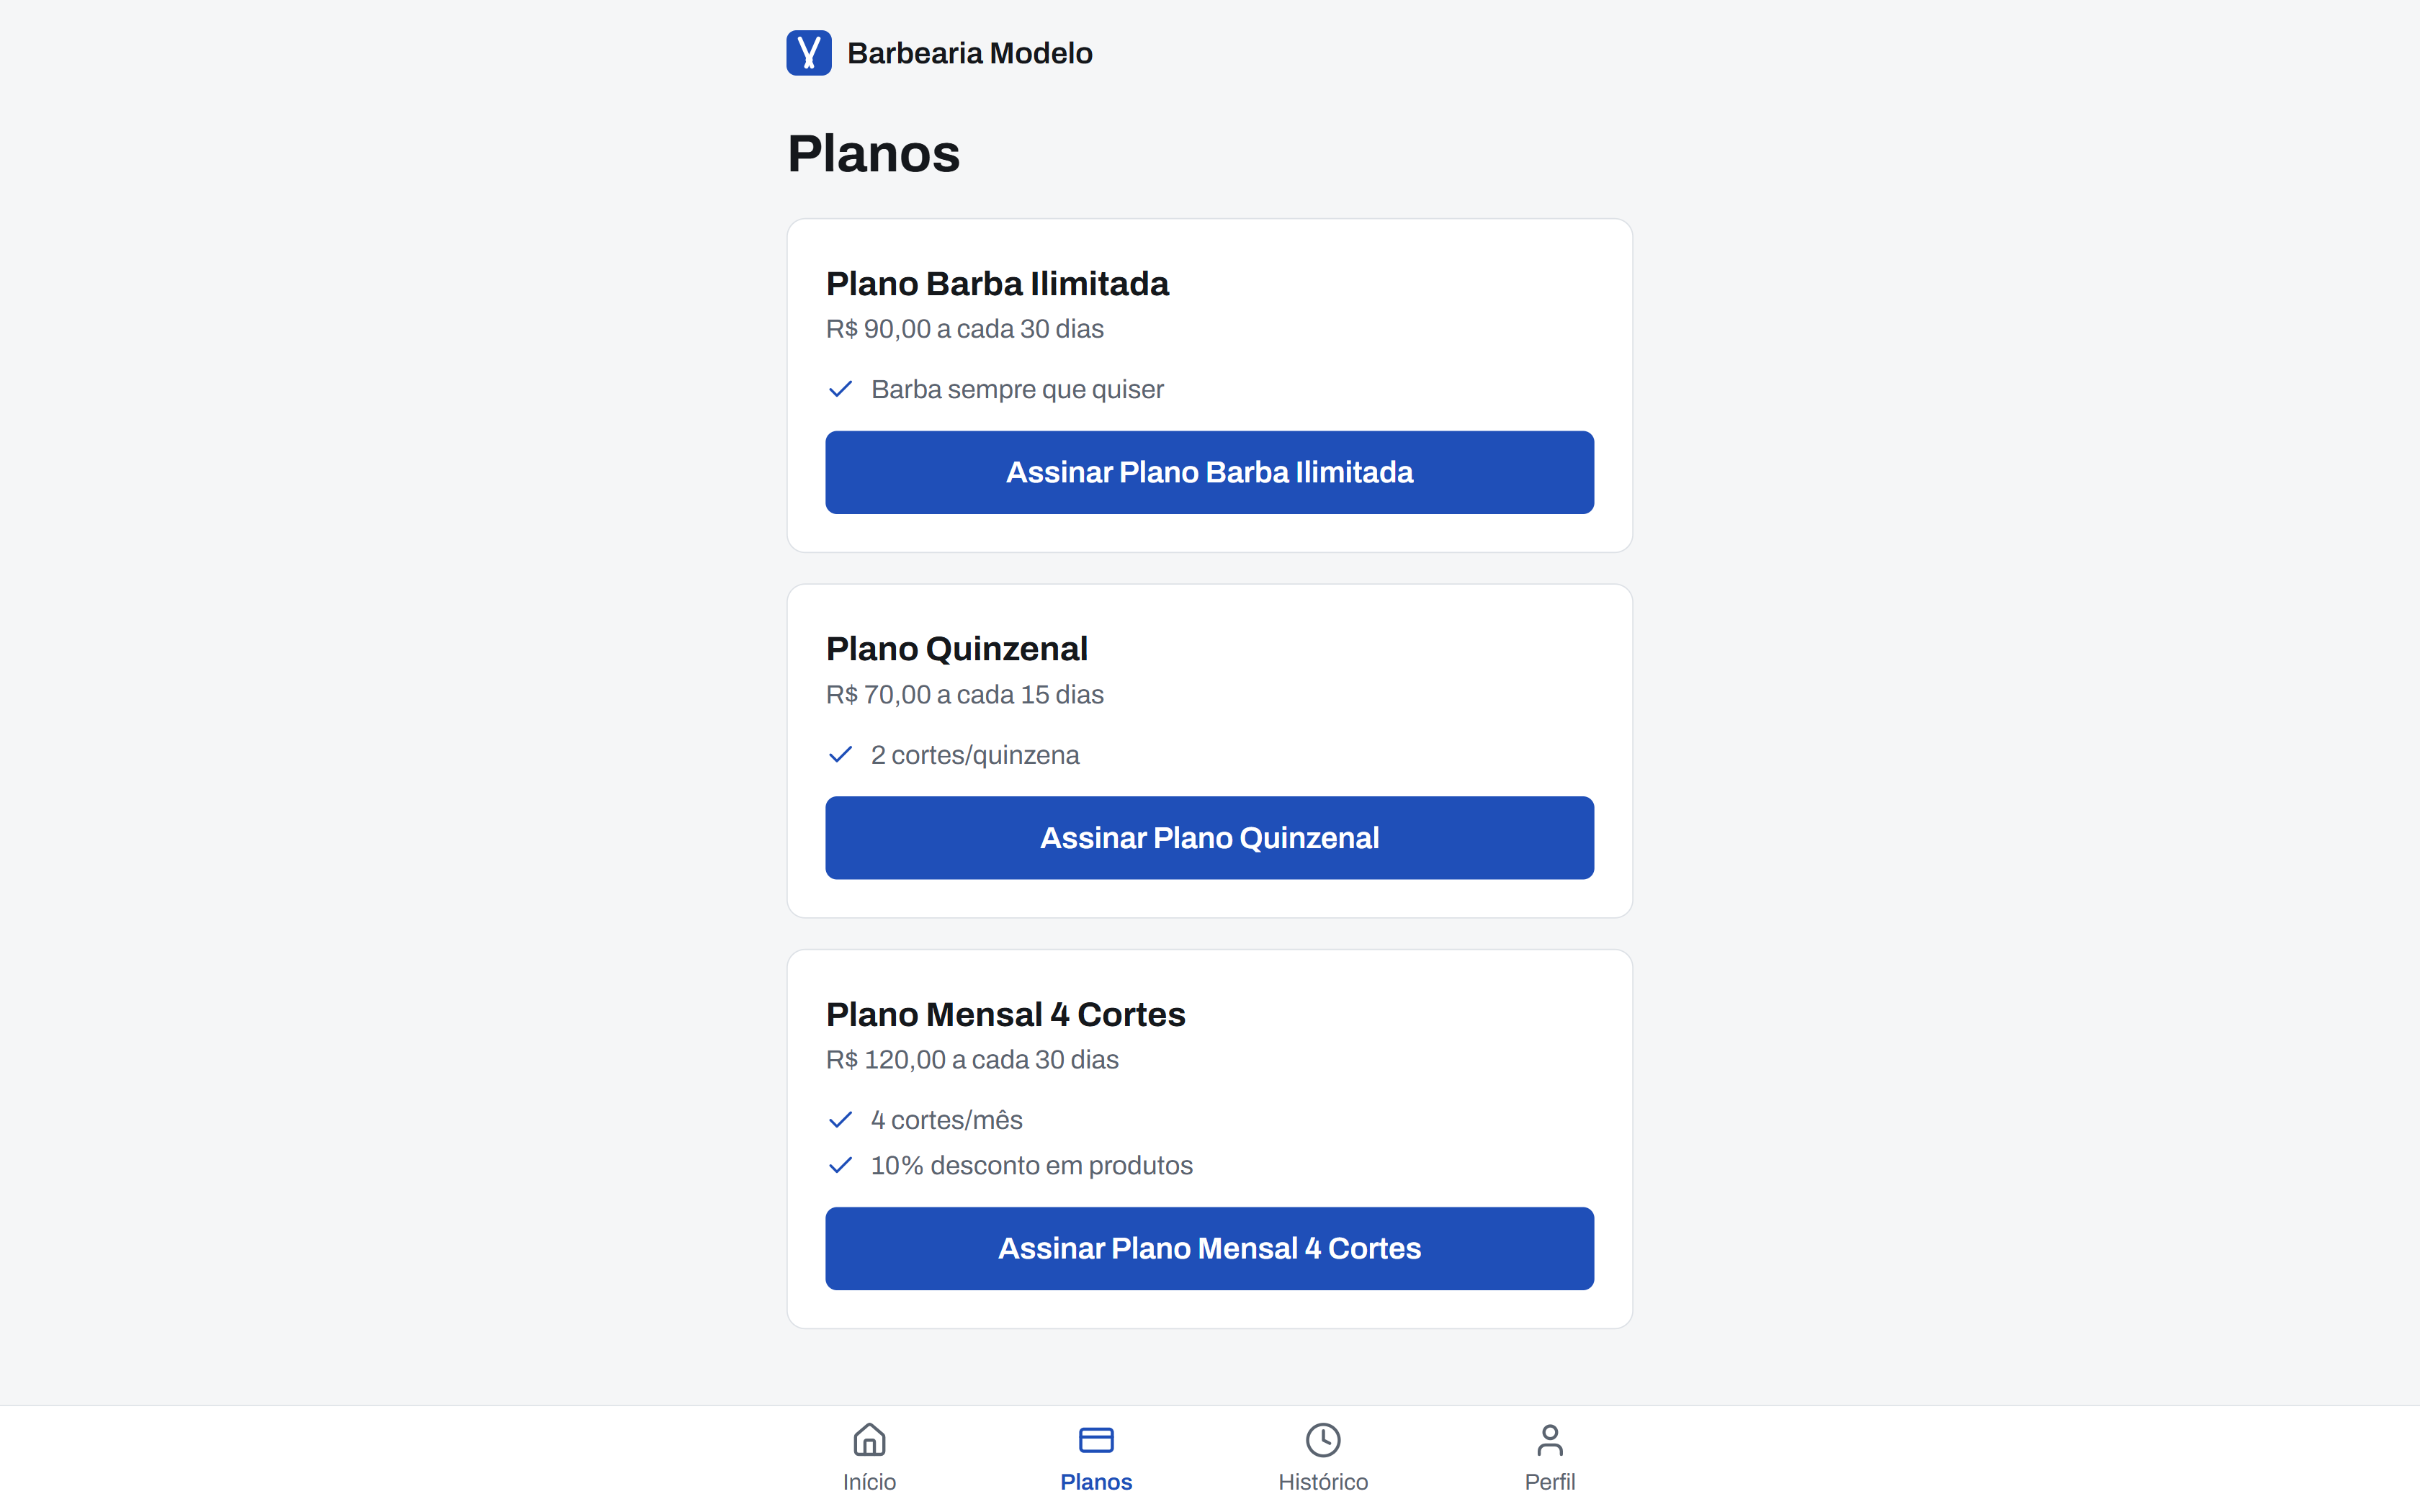 Barbearia Modelo
Planos
Plano Barba Ilimitada
R$ 90,00 a cada 30 dias
Barba sempre que quiser
Assinar Plano Barba Ilimitada
Plano Quinzenal
R$ 70,00 a cada 15 dias
2 cortes/quinzena
Assinar Plano Quinzenal
Plano Mensal 4 Cortes
R$ 120,00 a cada 30 dias
4 cortes/mês
10% desconto em produtos
Assinar Plano Mensal 4 Cortes
Início
Planos
Histórico
Perfil